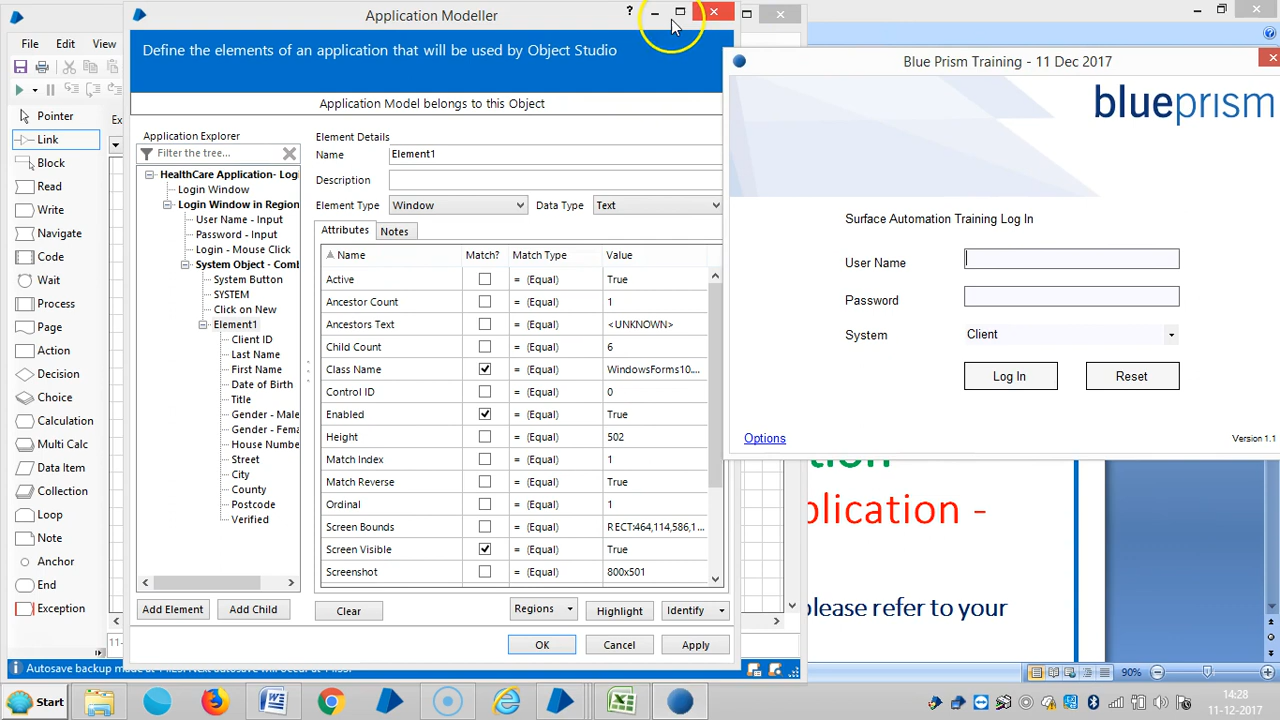 Application Modeller
?
Define the elements of an application that will be used by Object Studio
Application Model belongs to this Object
File Edit View
Pointer
Link
Block
Read
Write
Navigate
Code
Wait
Process
Page
Action
Decision
Choice
Calculation
Multi Calc
Data Item
Collection
Loop
Note
Anchor
End
Exception
Application Explorer
Filter the tree...
HealthCare Application- Log
Login Window
Login Window in Region
User Name - Input
Password - Input
Login - Mouse Click
System Object - Comb
System Button
SYSTEM
Click on New
Element1
Client ID
Last Name
First Name
Date of Birth
Title
Gender - Male
Gender - Fema
House Number
Street
City
County
Postcode
Verified
Add Element Add Child
Element Details
Name Element1
Description
Element Type Window Data Type Text
Attributes Notes
Name Match? Match Type Value
Active = (Equal) True
Ancestor Count = (Equal) 1
Ancestors Text = (Equal) <UNKNOWN>
Child Count = (Equal) 6
Class Name = (Equal) WindowsForms10....
Control ID = (Equal) 0
Enabled = (Equal) True
Height = (Equal) 502
Match Index = (Equal) 1
Match Reverse = (Equal) True
Ordinal = (Equal) 1
Screen Bounds = (Equal) RECT:464,114,586,1...
Screen Visible = (Equal) True
Screenshot = (Equal) 800x501
Clear Regions Highlight Identify
OK Cancel Apply
Blue Prism Training - 11 Dec 2017
blueprism
Surface Automation Training Log In
User Name
Password
System Client
Log In Reset
Options Version 1.1
plication -
please refer to your
90%
Start
14:28
11-12-2017